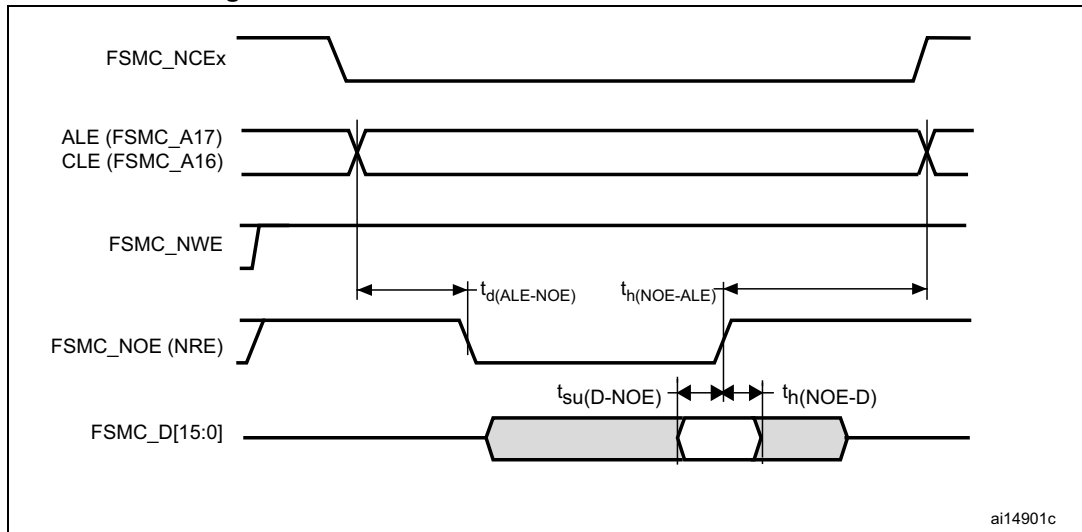 FSMC_NCEx
ALE (FSMC_A17)
CLE (FSMC_A16)
FSMC_NWE
td(ALE-NOE) th(NOE-ALE)
FSMC_NOE (NRE)
tsu(D-NOE) th(NOE-D)
FSMC_D[15:0]
ai14901c